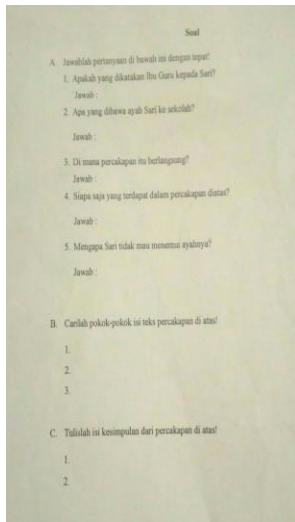 Soal
A. Jawablah pertanyaan di bawah ini dengan tepat!
1. Apakah yang dikatakan Ibu Guru kepada Sari?
Jawab :
2. Apa yang dibawa ayah Sari ke sekolah?
Jawab :
3. Di mana percakapan itu berlangsung?
Jawab :
4. Siapa saja yang terdapat dalam percakapan diatas?
Jawab :
5. Mengapa Sari tidak mau menemui ayahnya?
Jawab :
B. Carilah pokok-pokok isi teks percakapan di atas!
1.
2.
3.
C. Tulislah isi kesimpulan dari percakapan di atas!
1.
2.